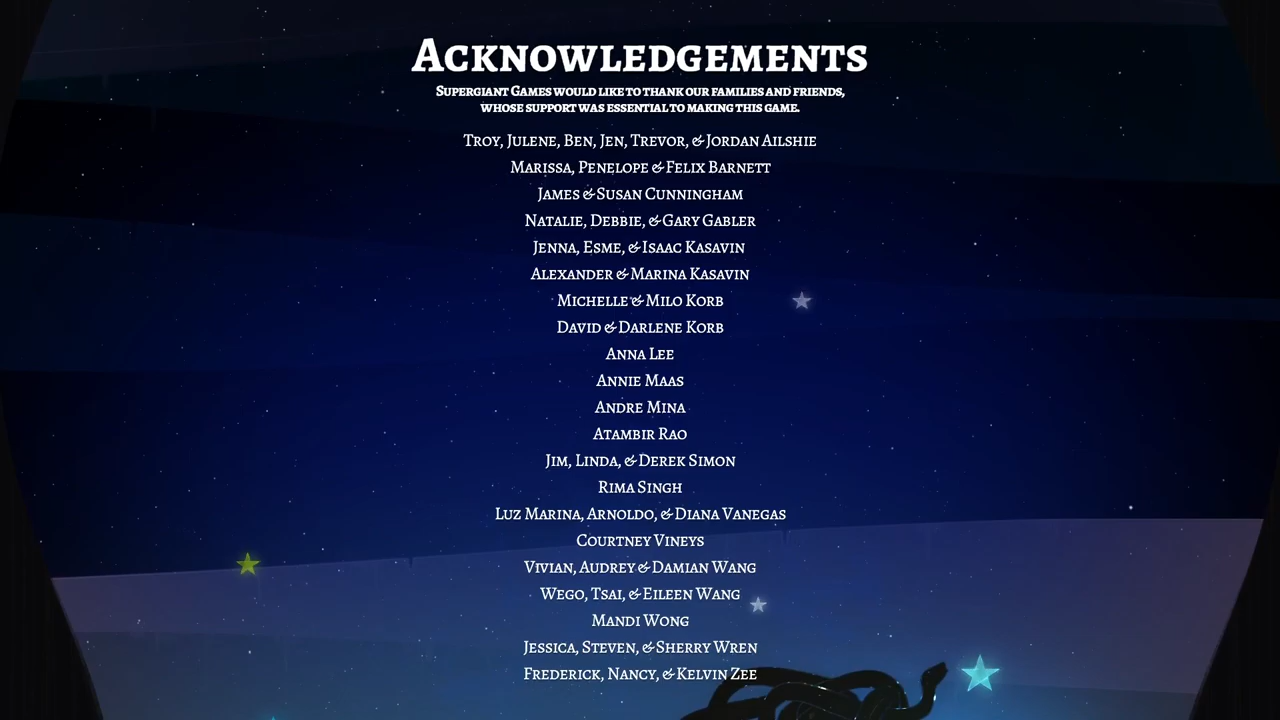 Acknowledgements
Supergiant Games would like to thank our families and friends,
whose support was essential to making this game.
Troy, Julene, Ben, Jen, Trevor, & Jordan Ailshie
Marissa, Penelope & Felix Barnett
James & Susan Cunningham
Natalie, Debbie, & Gary Gabler
Jenna, Esme, & Isaac Kasavin
Alexander & Marina Kasavin
Michelle & Milo Korb
David & Darlene Korb
Anna Lee
Annie Maas
Andre Mina
Atambir Rao
Jim, Linda, & Derek Simon
Rima Singh
Luz Marina, Arnoldo, & Diana Vanegas
Courtney Vineys
Vivian, Audrey & Damian Wang
Wego, Tsai, & Eileen Wang
Mandi Wong
Jessica, Steven, & Sherry Wren
Frederick, Nancy, & Kelvin Zee